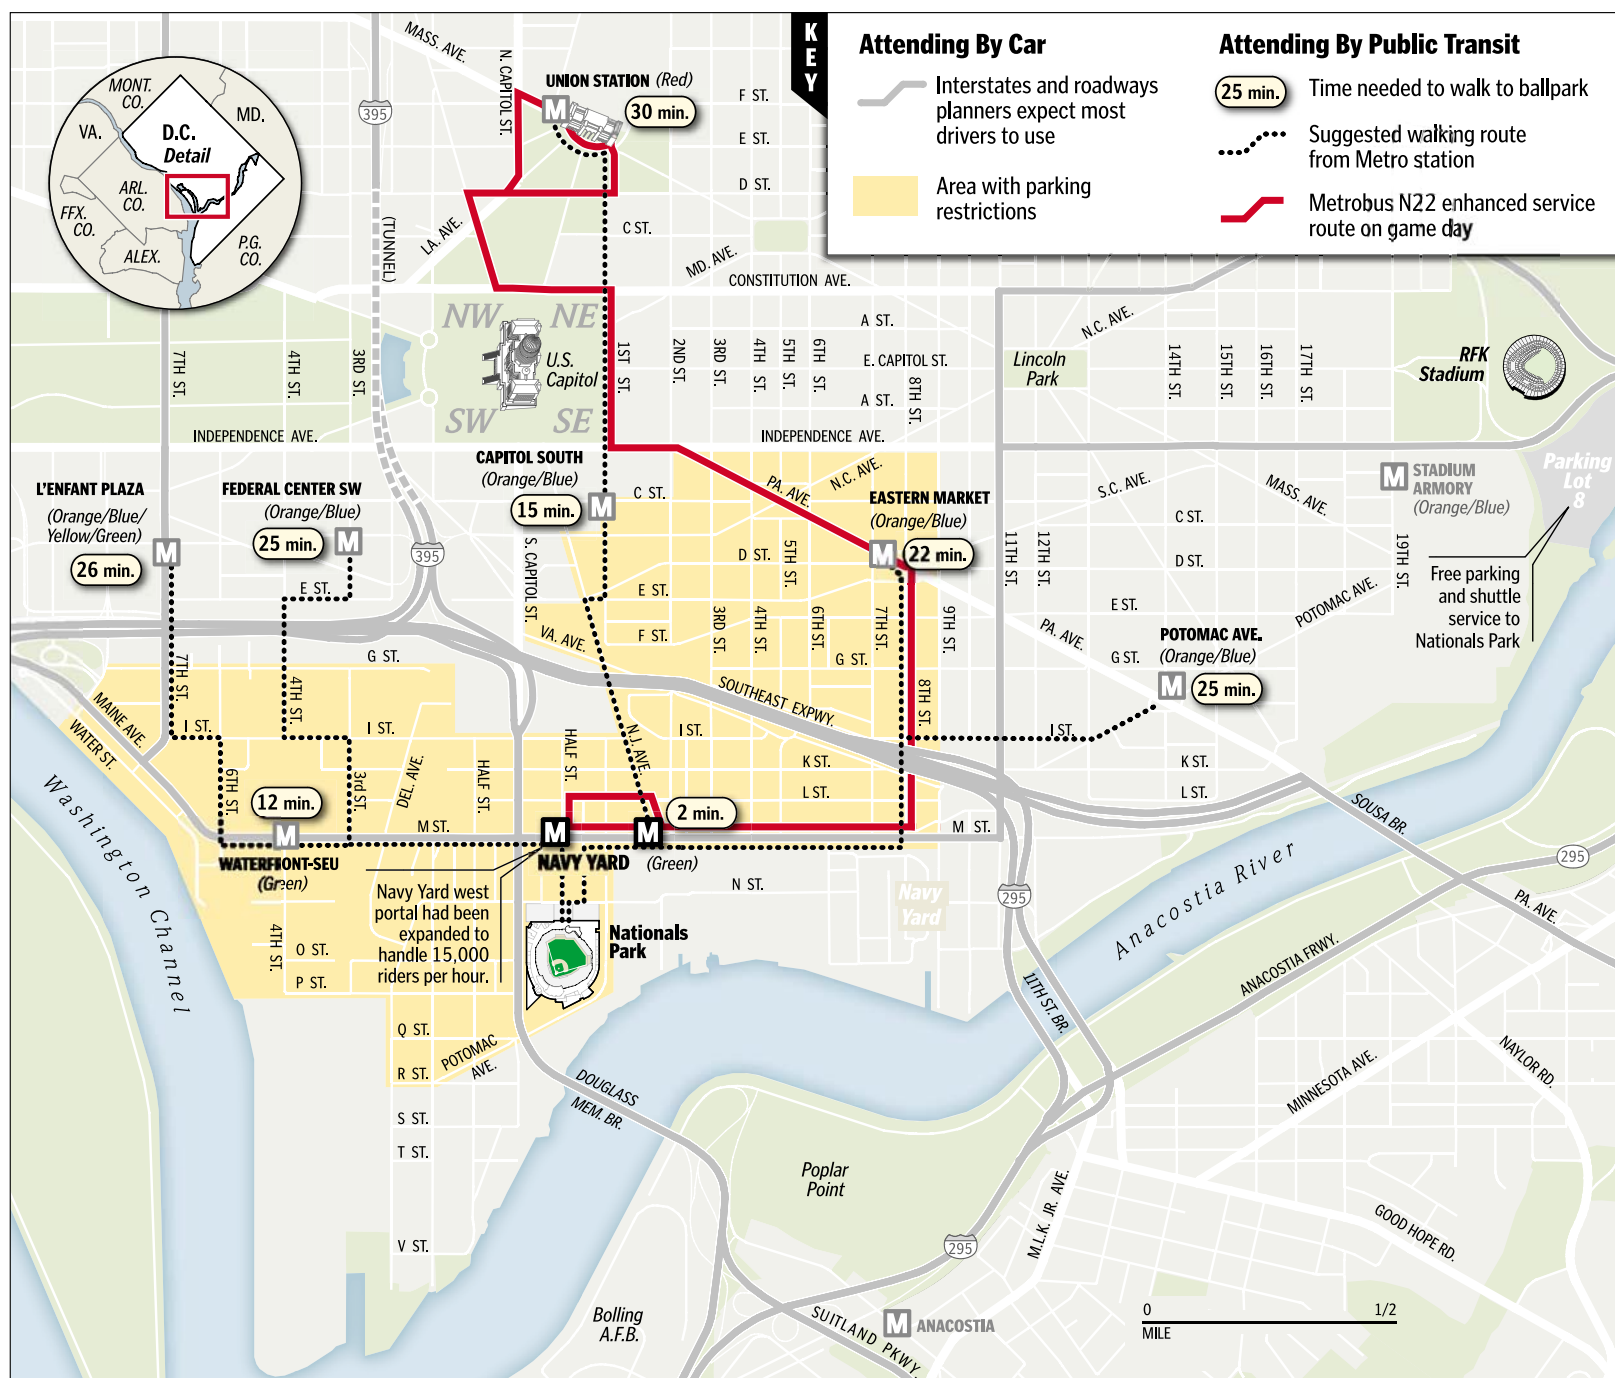 KEY
Attending By Car
Interstates and roadways
planners expect most
drivers to use
Area with parking
restrictions
Attending By Public Transit
25 min.
Time needed to walk to ballpark
Suggested walking route
from Metro station
Metrobus N22 enhanced service
route on game day
MONT.
CO.
MD.
VA.
D.C.
Detail
ARL.
CO.
FFX.
CO.
ALEX.
P.G.
CO.
395
MASS. AVE.
N. CAPITOL ST.
UNION STATION (Red)
M
30 min.
F ST.
E ST.
D ST.
C ST.
(TUNNEL)
LA. AVE.
MD. AVE.
CONSTITUTION AVE.
NW
NE
SW
SE
U.S.
Capitol
7TH ST.
4TH ST.
3RD ST.
1ST ST.
2ND ST.
3RD ST.
4TH ST.
5TH ST.
6TH ST.
8TH ST.
A ST.
E. CAPITOL ST.
A ST.
N.C. AVE.
Lincoln
Park
14TH ST.
15TH ST.
16TH ST.
17TH ST.
RFK
Stadium
INDEPENDENCE AVE.
INDEPENDENCE AVE.
L'ENFANT PLAZA
(Orange/Blue/
Yellow/Green)
M
26 min.
FEDERAL CENTER SW
(Orange/Blue)
25 min.
M
CAPITOL SOUTH
(Orange/Blue)
15 min.
M
C ST.
PA. AVE.
N.C. AVE.
EASTERN MARKET
(Orange/Blue)
M
22 min.
S.C. AVE.
MASS. AVE.
M
STADIUM
ARMORY
(Orange/Blue)
Parking
Lot
8
C ST.
D ST.
19TH ST.
11TH ST.
12TH ST.
Free parking
and shuttle
service to
Nationals Park
395
S. CAPITOL ST.
D ST.
5TH ST.
E ST.
E ST.
F ST.
VA. AVE.
3RD ST.
4TH ST.
6TH ST.
7TH ST.
9TH ST.
G ST.
E ST.
PA. AVE.
POTOMAC AVE.
POTOMAC AVE.
(Orange/Blue)
M
25 min.
G ST.
7TH ST.
4TH ST.
G ST.
SOUTHEAST EXPWY.
8TH ST.
MAINE AVE.
WATER ST.
I ST.
I ST.
I ST.
I ST.
N.J. AVE.
HALF ST.
HALF ST.
DEL. AVE.
6TH ST.
3rd ST.
K ST.
L ST.
K ST.
L ST.
12 min.
M
WATERFRONT-SEU
(Green)
M ST.
M
M
2 min.
NAVY YARD
(Green)
M ST.
SOUSA BR.
295
295
PA. AVE.
Washington Channel
Anacostia River
Navy
Yard
N ST.
Navy Yard west
portal had been
expanded to
handle 15,000
riders per hour.
Nationals
Park
4TH ST.
O ST.
P ST.
Q ST.
R ST.
POTOMAC
AVE.
S ST.
T ST.
V ST.
DOUGLASS
MEM. BR.
11TH ST. BR.
ANACOSTIA FRWY.
MINNESOTA AVE.
NAYLOR RD.
Poplar
Point
M.L.K. JR. AVE.
GOOD HOPE RD.
295
Bolling
A.F.B.
SUITLAND PKWY.
M
ANACOSTIA
0
1/2
MILE